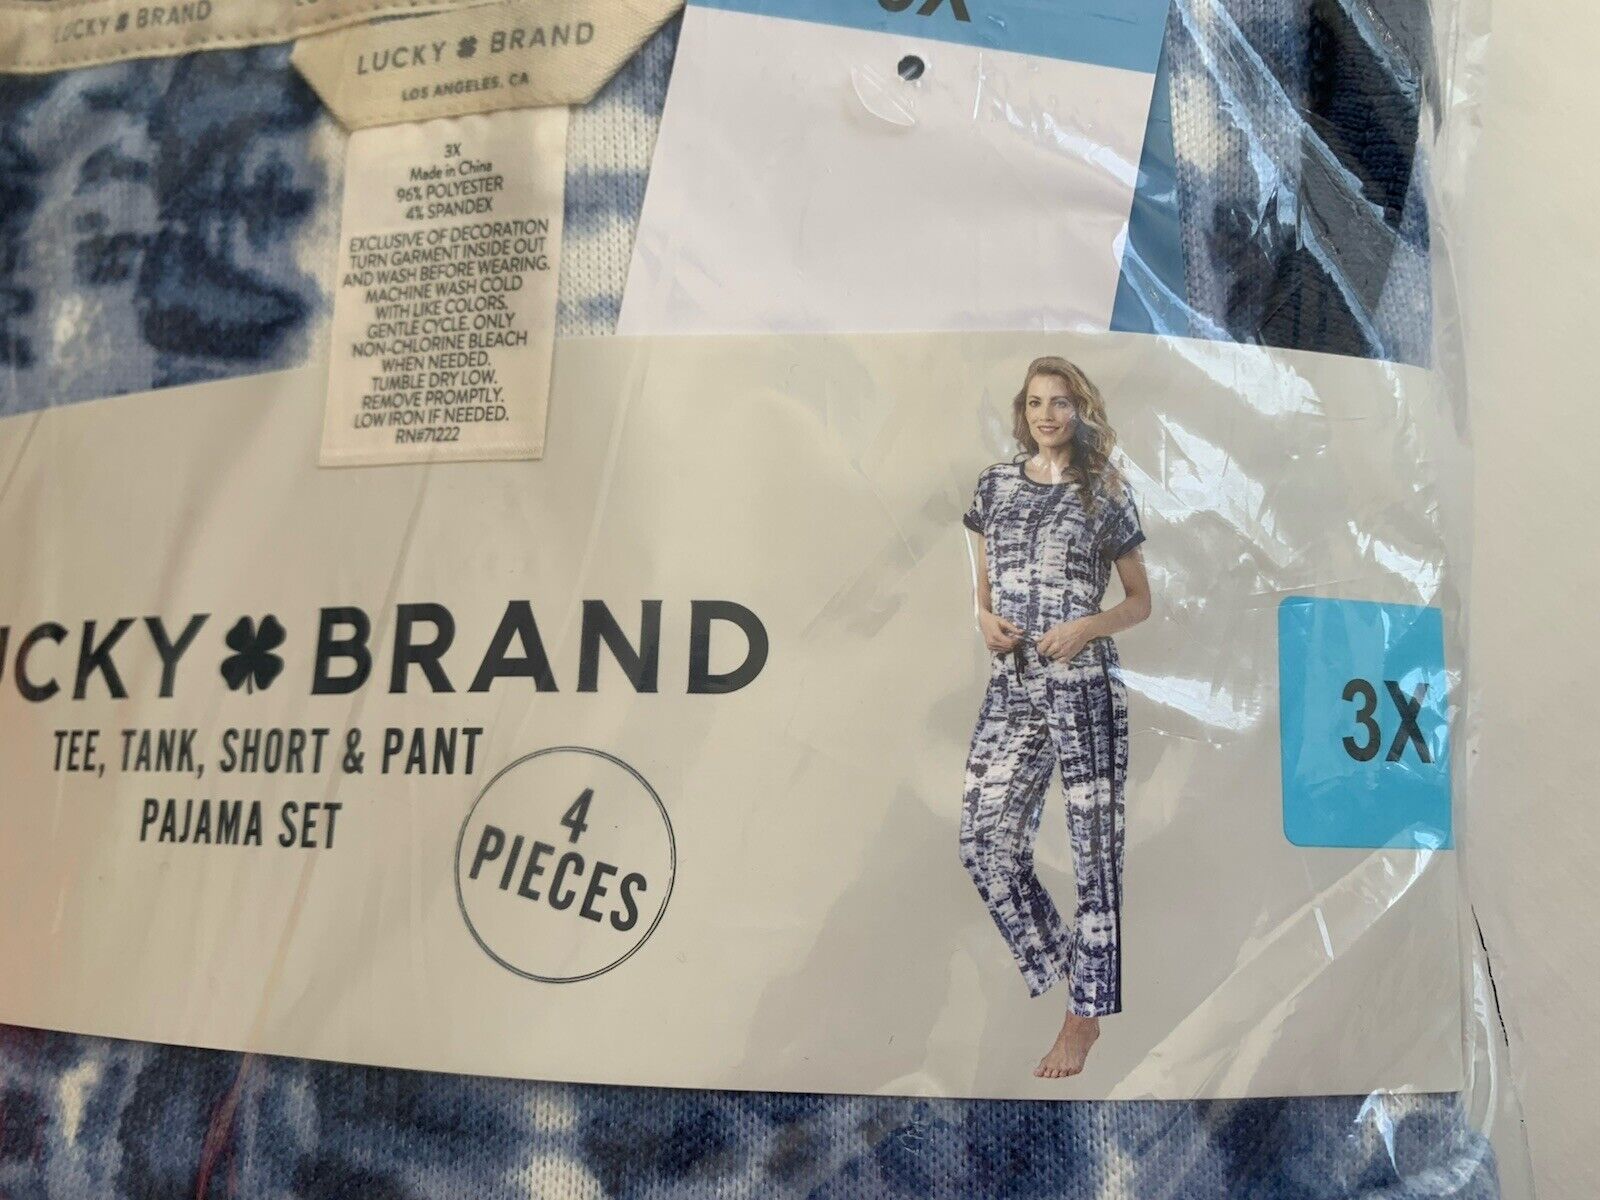 LUCKY BRAND
LUCKY BRAND
LOS ANGELES, CA
3X
Made in China
96% POLYESTER
4% SPANDEX
EXCLUSIVE OF DECORATION
TURN GARMENT INSIDE OUT
AND WASH BEFORE WEARING.
MACHINE WASH COLD
WITH LIKE COLORS.
GENTLE CYCLE. ONLY
NON-CHLORINE BLEACH
WHEN NEEDED.
TUMBLE DRY LOW.
REMOVE PROMPTLY.
LOW IRON IF NEEDED.
RN#71222
UCKY BRAND
TEE, TANK, SHORT & PANT
PAJAMA SET
4
PIECES
3X